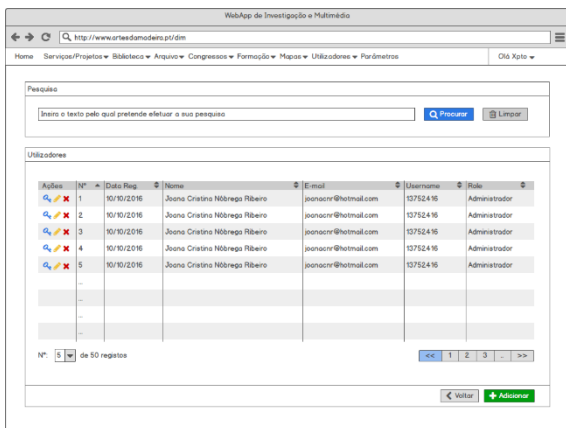 WebApp de Investigação e Multimédia
http://www.artesdamadeira.pt/dim
Home Serviços/Projetos Biblioteca Arquivo Congressos Formação Mapas Utilizadores Parâmetros Olá Xpto
Pesquisa
Insira o texto pelo qual pretende efetuar a sua pesquisa Procurar Limpar
Utilizadores
Ações Nº Data Reg. Nome E-mail Username Role
1 10/10/2016 Joana Cristina Nóbrega Ribeiro joanacnr@hotmail.com 13752416 Administrador
2 10/10/2016 Joana Cristina Nóbrega Ribeiro joanacnr@hotmail.com 13752416 Administrador
3 10/10/2016 Joana Cristina Nóbrega Ribeiro joanacnr@hotmail.com 13752416 Administrador
4 10/10/2016 Joana Cristina Nóbrega Ribeiro joanacnr@hotmail.com 13752416 Administrador
5 10/10/2016 Joana Cristina Nóbrega Ribeiro joanacnr@hotmail.com 13752416 Administrador
...
...
...
...
Nº: 5 de 50 registos << 1 2 3 ... >>
Voltar Adicionar